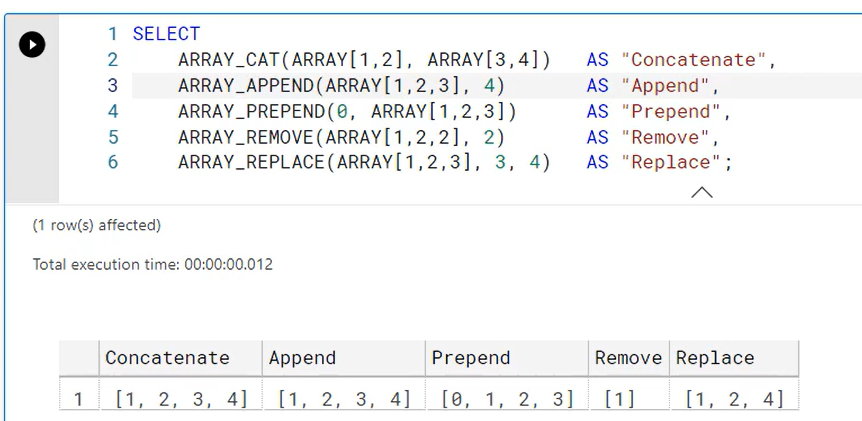 1 SELECT
2 ARRAY_CAT(ARRAY[1,2], ARRAY[3,4]) AS "Concatenate",
3 ARRAY_APPEND(ARRAY[1,2,3], 4) AS "Append",
4 ARRAY_PREPEND(0, ARRAY[1,2,3]) AS "Prepend",
5 ARRAY_REMOVE(ARRAY[1,2,2], 2) AS "Remove",
6 ARRAY_REPLACE(ARRAY[1,2,3], 3, 4) AS "Replace";
(1 row(s) affected)
Total execution time: 00:00:00.012
Concatenate Append Prepend Remove Replace
1 [1, 2, 3, 4] [1, 2, 3, 4] [0, 1, 2, 3] [1] [1, 2, 4]